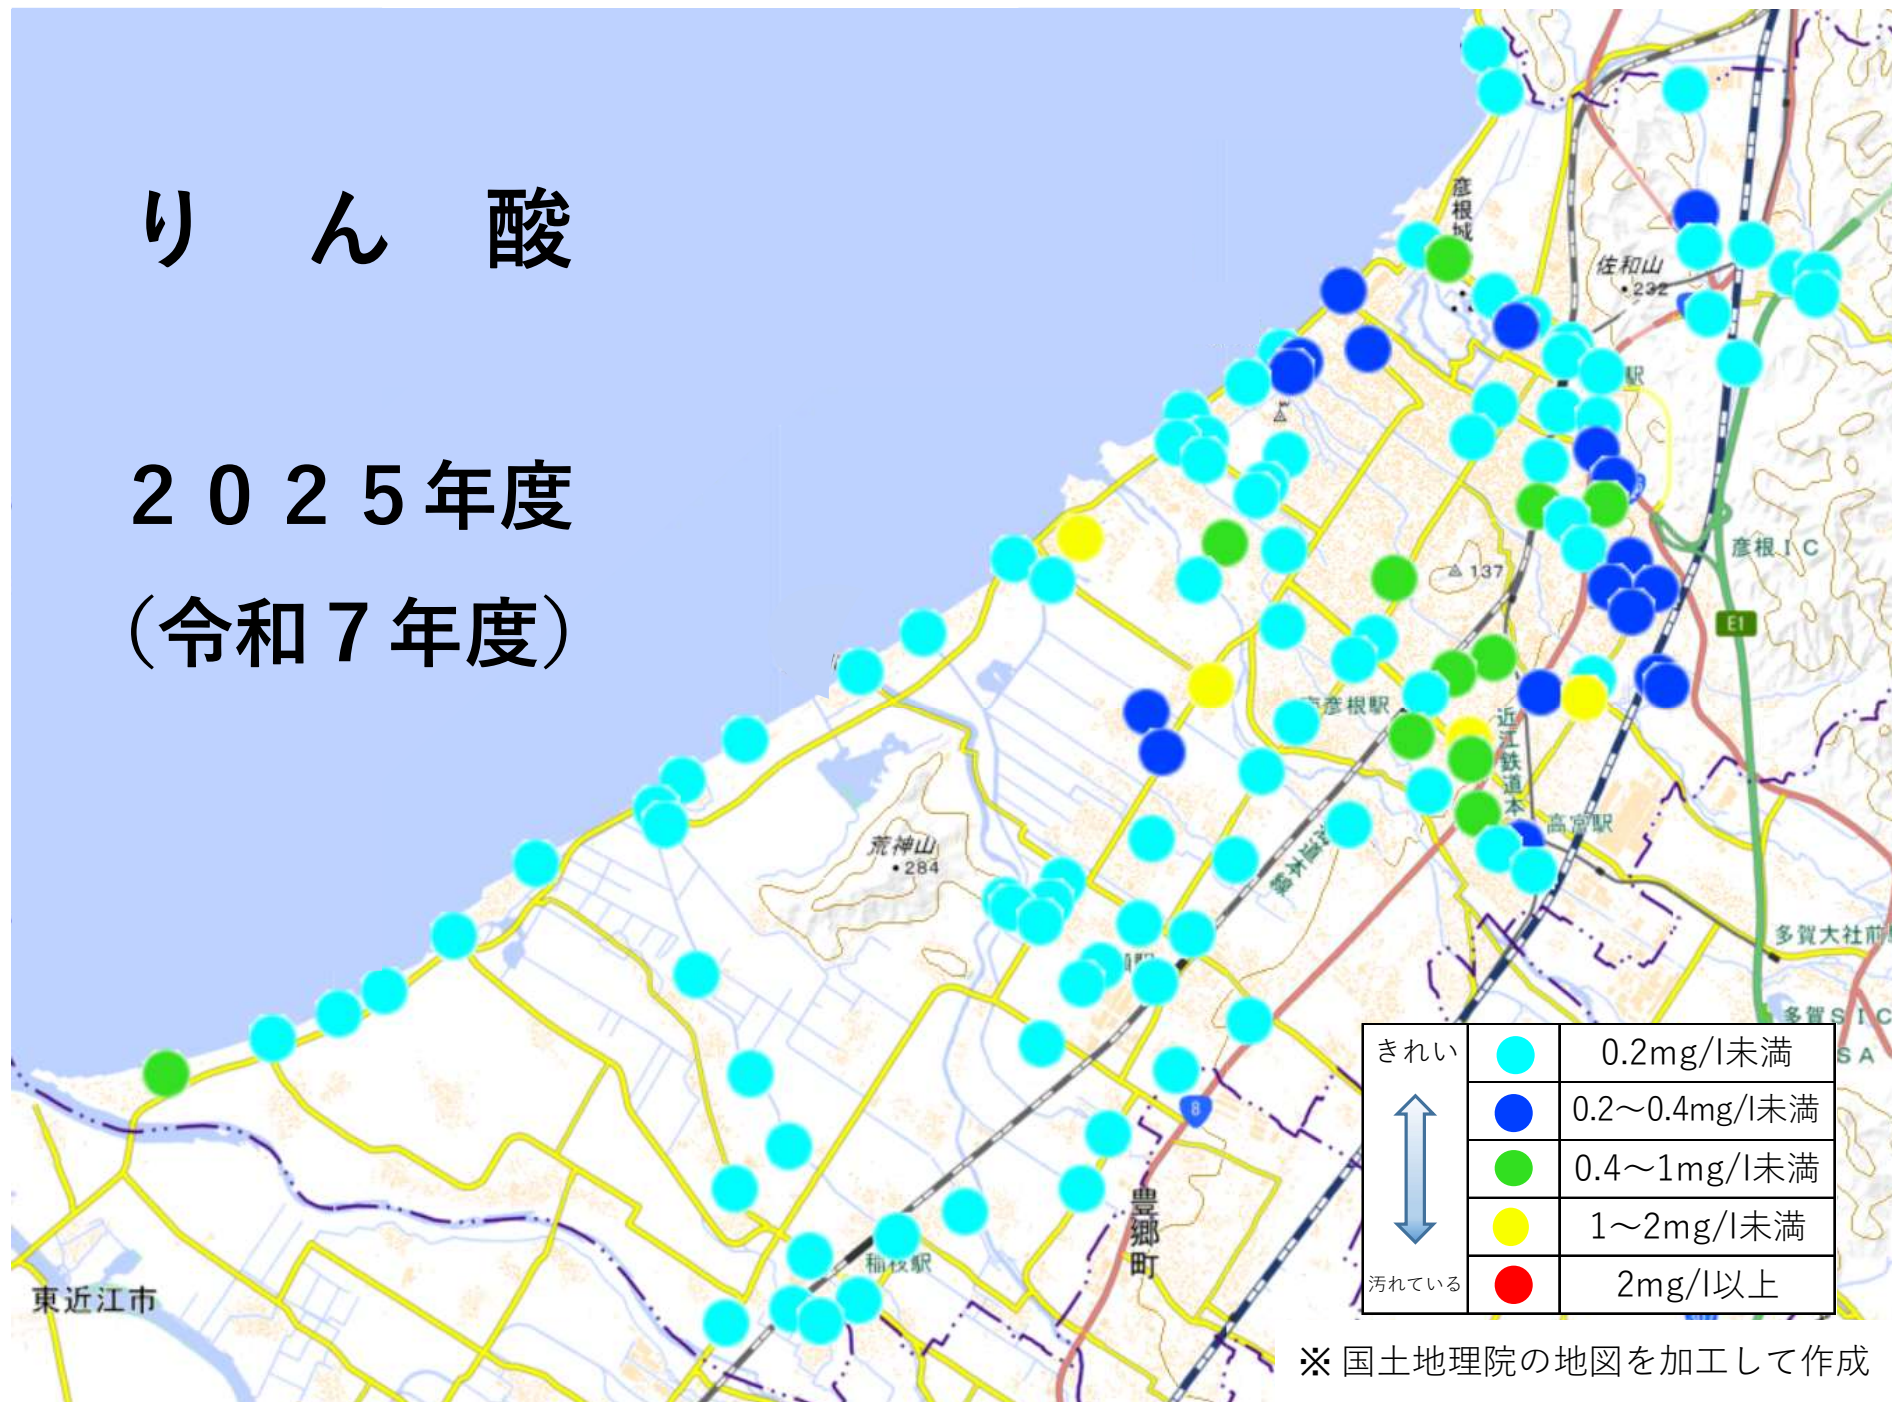 りん酸
２０２５年度
（令和７年度）
彦根城
佐和山
・232
駅
彦根ＩＣ
137
E1
彦根駅
近江鉄道本
高宮駅
道本線
荒神山
・284
多賀大社前
多賀ＳＩＣ
ＳＡ
8
豊郷町
稲枝駅
東近江市
きれい
0.2mg/l未満
0.2～0.4mg/l未満
0.4～1mg/l未満
1～2mg/l未満
汚れている
2mg/l以上
※ 国土地理院の地図を加工して作成